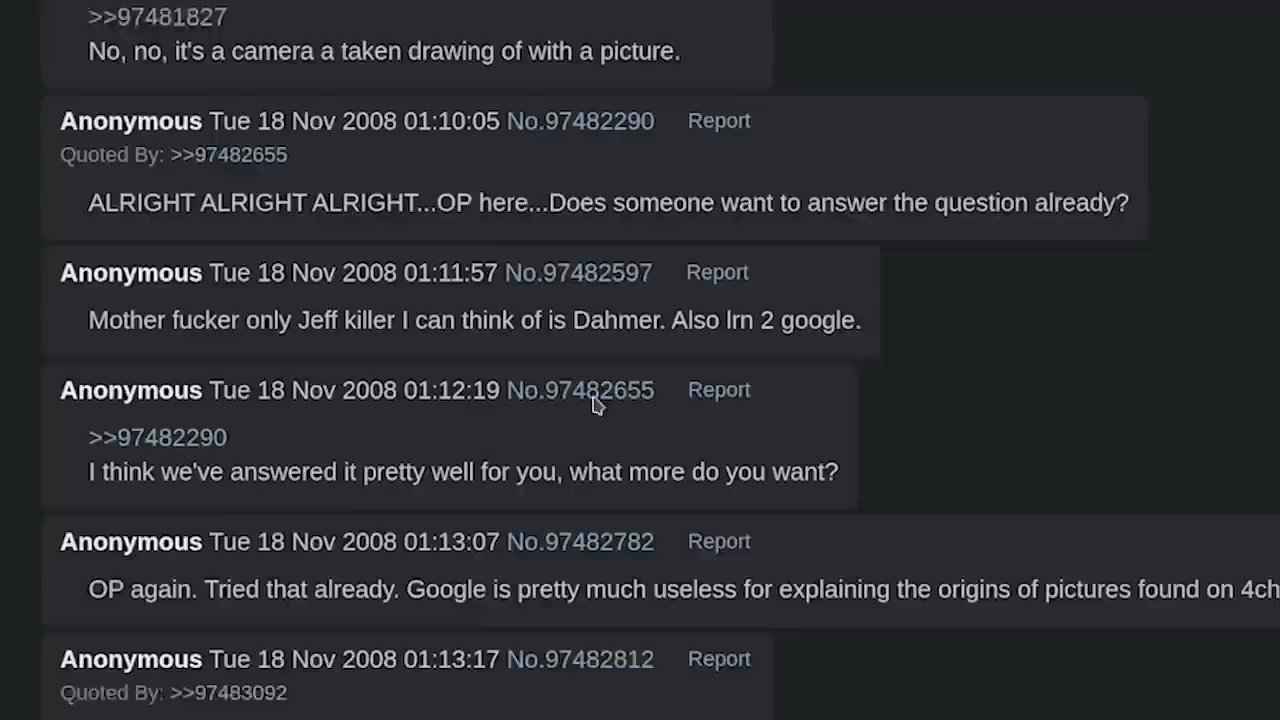 >>97481827
No, no, it's a camera a taken drawing of with a picture.
Anonymous Tue 18 Nov 2008 01:10:05 No.97482290 Report
Quoted By: >>97482655
ALRIGHT ALRIGHT ALRIGHT...OP here...Does someone want to answer the question already?
Anonymous Tue 18 Nov 2008 01:11:57 No.97482597 Report
Mother fucker only Jeff killer I can think of is Dahmer. Also lrn 2 google.
Anonymous Tue 18 Nov 2008 01:12:19 No.97482655 Report
>>97482290
I think we've answered it pretty well for you, what more do you want?
Anonymous Tue 18 Nov 2008 01:13:07 No.97482782 Report
OP again. Tried that already. Google is pretty much useless for explaining the origins of pictures found on 4ch
Anonymous Tue 18 Nov 2008 01:13:17 No.97482812 Report
Quoted By: >>97483092